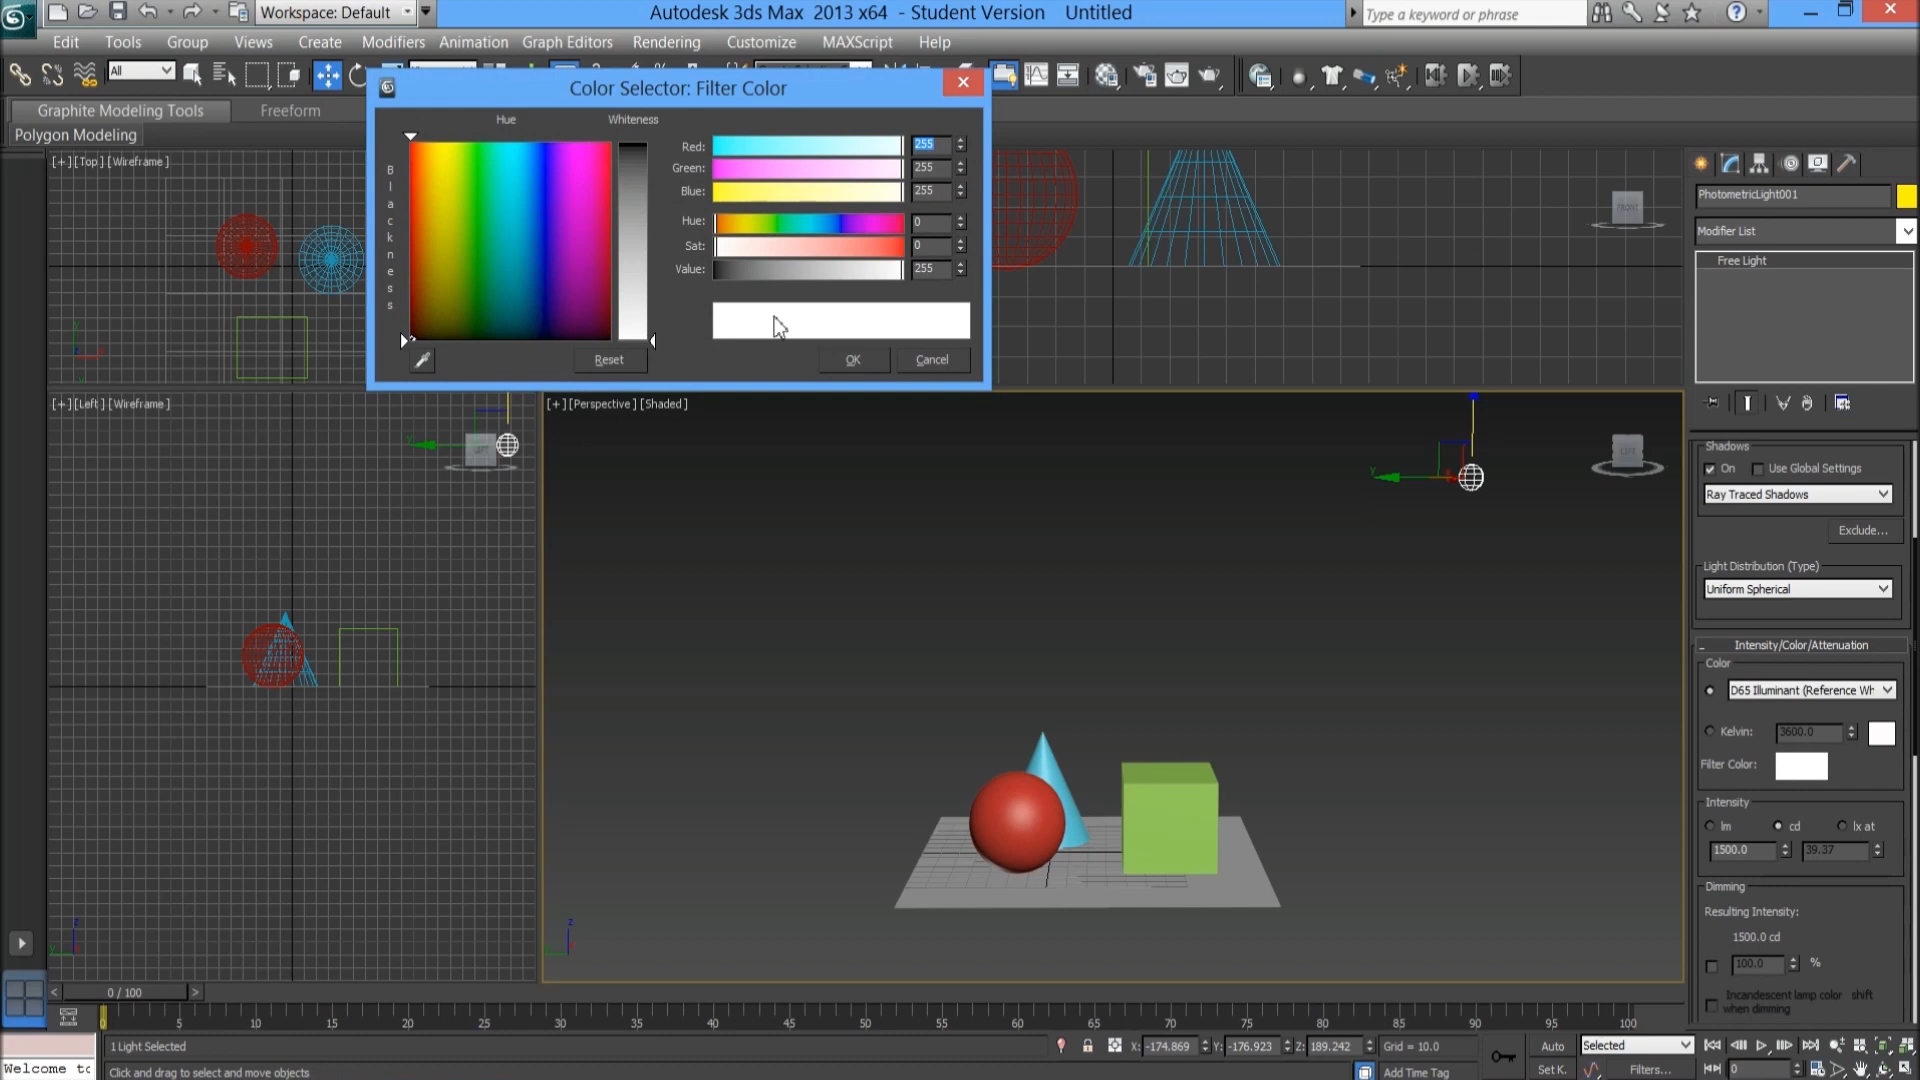 Workspace: Default
Autodesk 3ds Max 2013 x64 - Student Version Untitled
Type a keyword or phrase
Edit Tools Group Views Create Modifiers Animation Graph Editors Rendering Customize MAXScript Help
All
Graphite Modeling Tools Freeform
Polygon Modeling
Color Selector: Filter Color
Hue Whiteness
Blackness
Red: 255
Green: 255
Blue: 255
Hue: 0
Sat: 0
Value: 255
Reset OK Cancel
[+][Top][Wireframe]
FRONT
[+][Left][Wireframe]
LEFT
[+][Perspective][Shaded]
LEFT
PhotometricLight001
Modifier List
Free Light
Shadows
On Use Global Settings
Ray Traced Shadows
Exclude...
Light Distribution (Type)
Uniform Spherical
- Intensity/Color/Attenuation
Color
D65 Illuminant (Reference Wh
Kelvin: 3600.0
Filter Color:
Intensity
lm cd lx at
1500.0 39.37
Dimming
Resulting Intensity:
1500.0 cd
100.0 %
Incandescent lamp color shift
when dimming
< 0 / 100 >
0 5 10 15 20 25 30 35 40 45 50 55 60 65 70 75 80 85 90 95 100
1 Light Selected
X: -174.869 Y: -176.923 Z: 189.242 Grid = 10.0
Auto Selected
Welcome to
Click and drag to select and move objects
Add Time Tag
Set K. Filters... 0